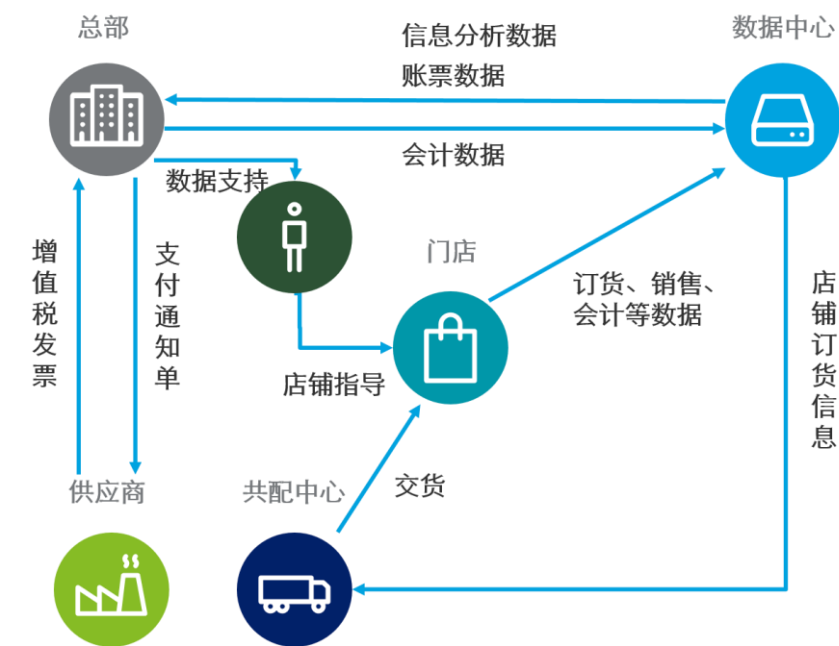 总部
信息分析数据
账票数据
数据中心
会计数据
数据支持
门店
增值税发票
支付通知单
订货、销售、
会计等数据
店铺订货信息
店铺指导
供应商
共配中心
交货